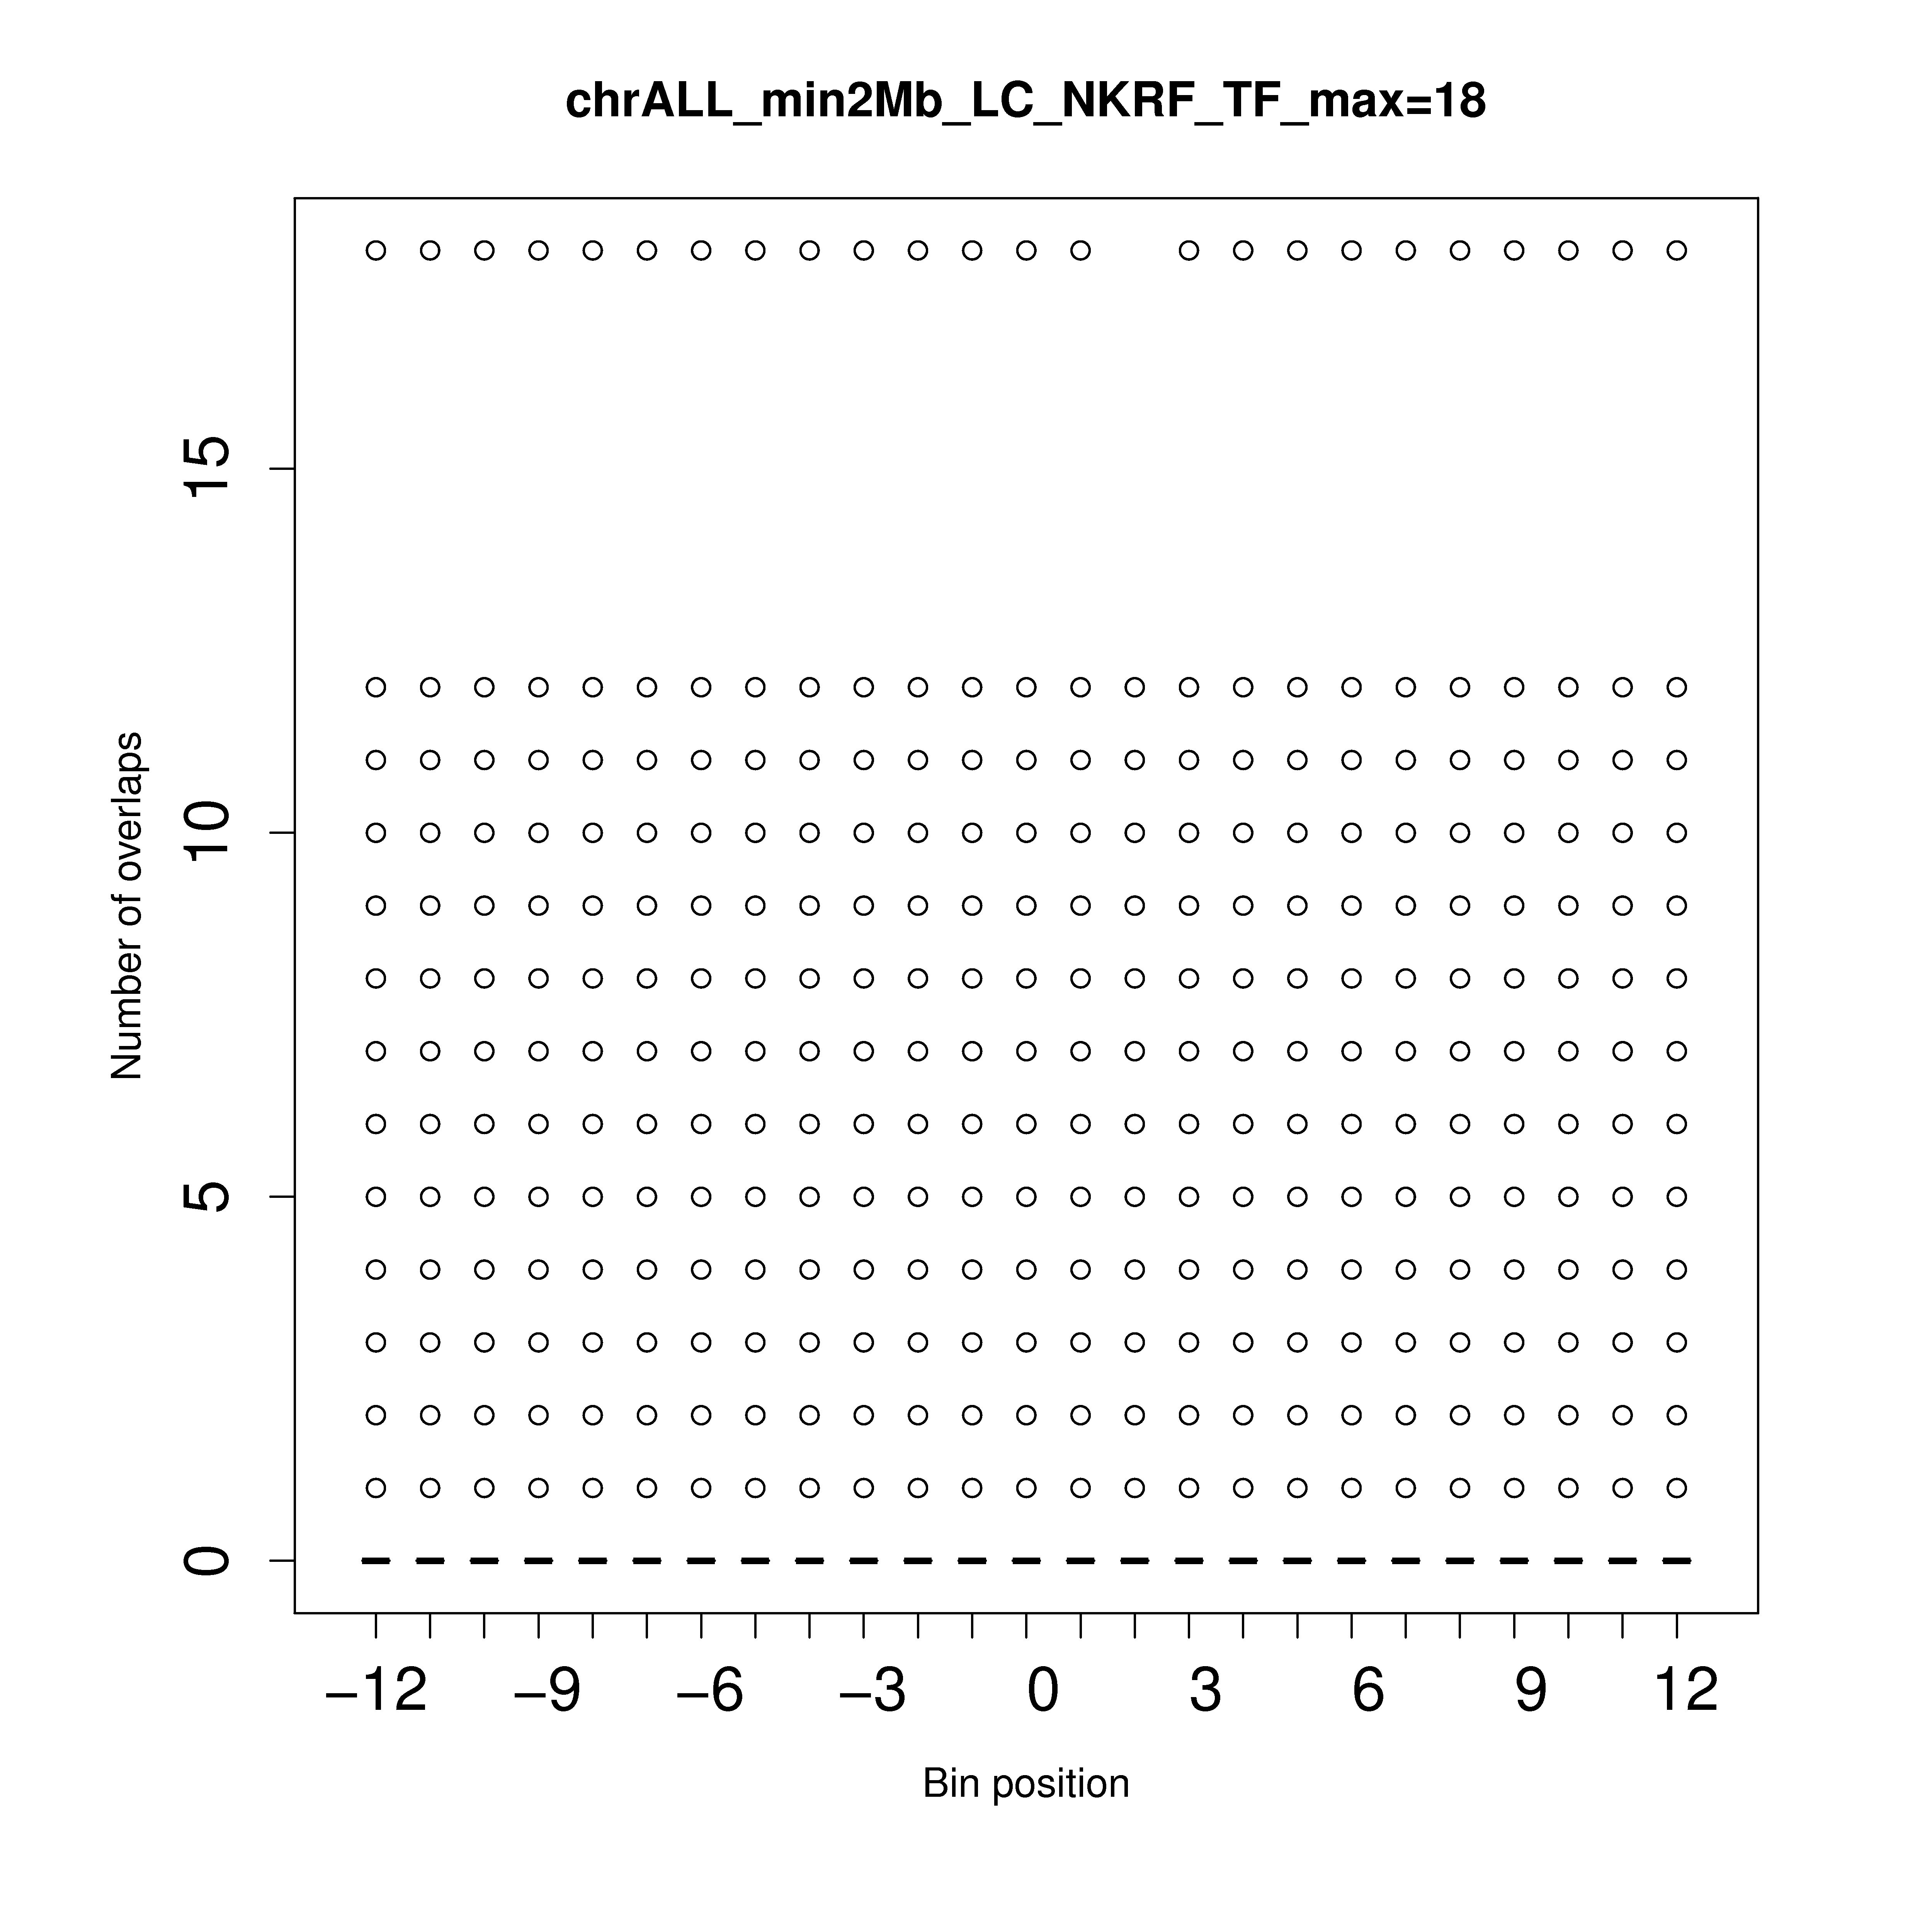 chrALL_min2Mb_LC_NKRF_TF_max=18
15
10
5
0
Number of overlaps
−12 −9 −6 −3 0 3 6 9 12
Bin position